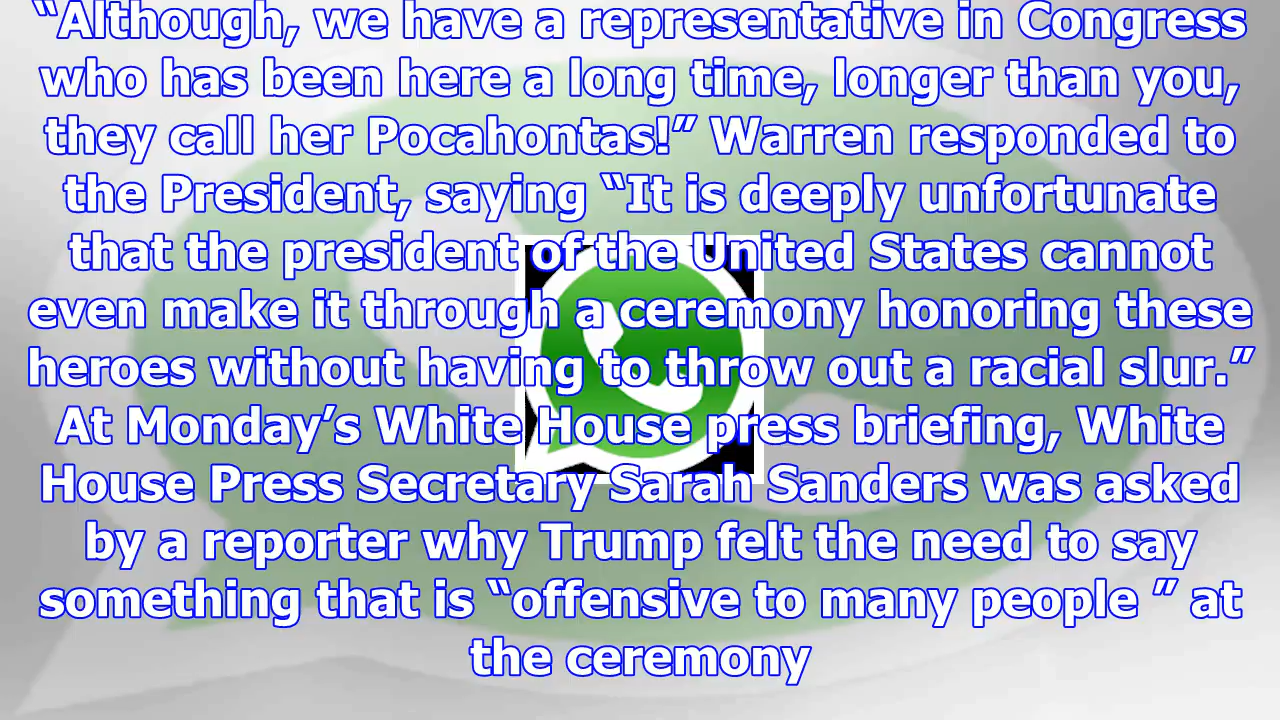 “Although, we have a representative in Congress
who has been here a long time, longer than you,
they call her Pocahontas!” Warren responded to
the President, saying “It is deeply unfortunate
that the president of the United States cannot
even make it through a ceremony honoring these
heroes without having to throw out a racial slur.”
At Monday’s White House press briefing, White
House Press Secretary Sarah Sanders was asked
by a reporter why Trump felt the need to say
something that is “offensive to many people ” at
the ceremony